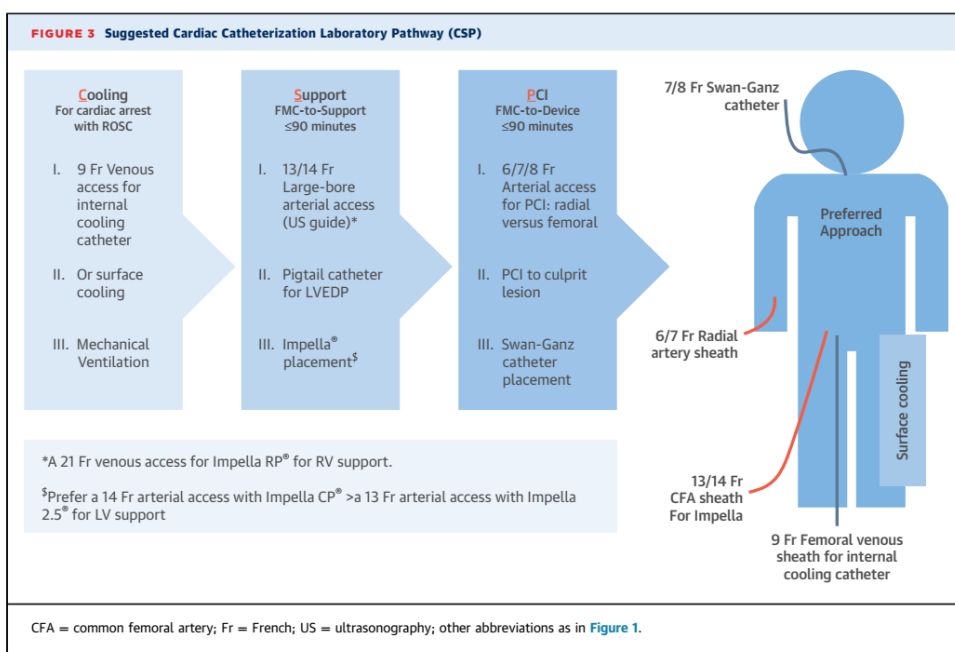 FIGURE 3 Suggested Cardiac Catheterization Laboratory Pathway (CSP)
Cooling
For cardiac arrest
with ROSC
I. 9 Fr Venous
access for
internal
cooling
catheter
II. Or surface
cooling
III. Mechanical
Ventilation
Support
FMC-to-Support
≤90 minutes
I. 13/14 Fr
Large-bore
arterial access
(US guide)*
II. Pigtail catheter
for LVEDP
III. Impella®
placement$
PCI
FMC-to-Device
≤90 minutes
I. 6/7/8 Fr
Arterial access
for PCI: radial
versus femoral
II. PCI to culprit
lesion
III. Swan-Ganz
catheter
placement
7/8 Fr Swan-Ganz
catheter
Preferred
Approach
6/7 Fr Radial
artery sheath
Surface cooling
13/14 Fr
CFA sheath
For Impella
9 Fr Femoral venous
sheath for internal
cooling catheter
*A 21 Fr venous access for Impella RP® for RV support.
$Prefer a 14 Fr arterial access with Impella CP® >a 13 Fr arterial access with Impella
2.5® for LV support
CFA = common femoral artery; Fr = French; US = ultrasonography; other abbreviations as in Figure 1.